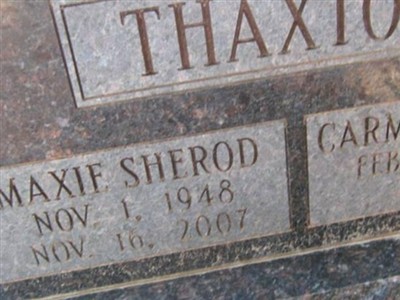 THAXTO
MAXIE SHEROD
NOV. 1, 1948
NOV. 16, 2007
CARM
FEB